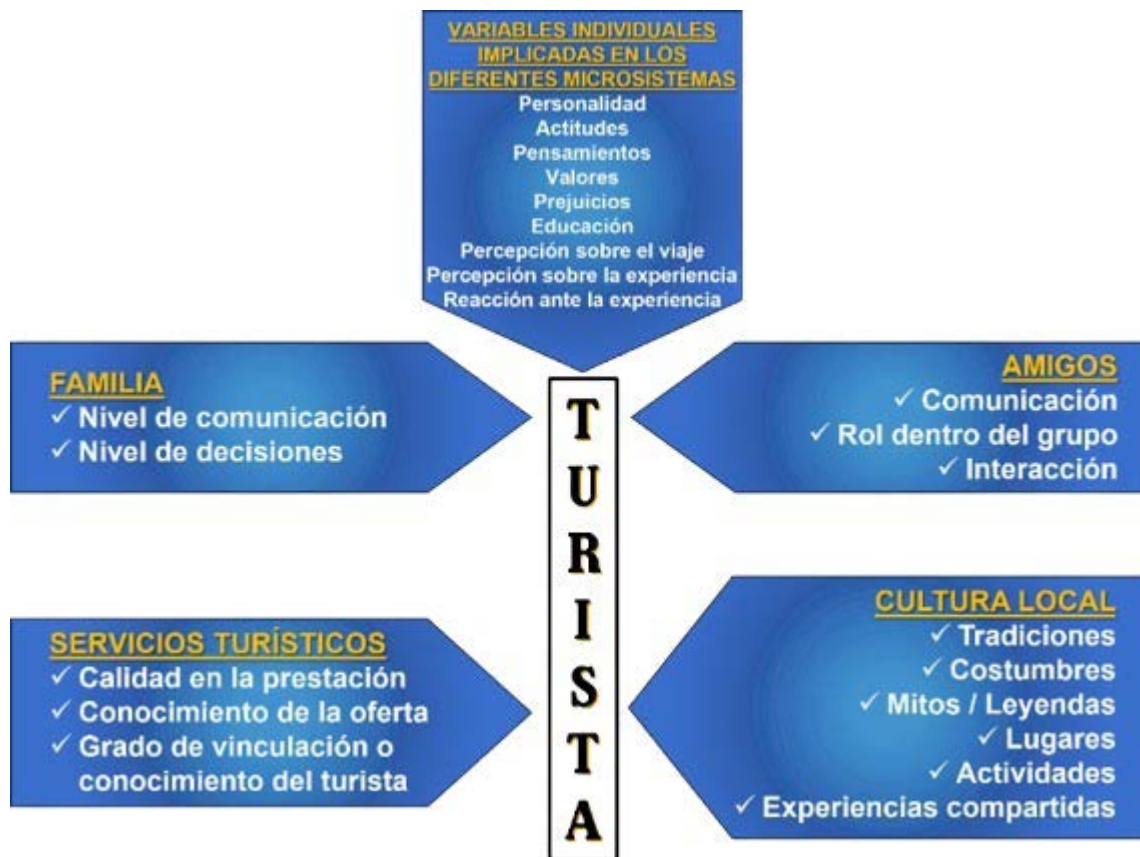 VARIABLES INDIVIDUALES
IMPLICADAS EN LOS
DIFERENTES MICROSISTEMAS
Personalidad
Actitudes
Pensamientos
Valores
Prejuicios
Educación
Percepción sobre el viaje
Percepción sobre la experiencia
Reacción ante la experiencia
FAMILIA
✓ Nivel de comunicación
✓ Nivel de decisiones
AMIGOS
✓ Comunicación
✓ Rol dentro del grupo
✓ Interacción
TURISTA
SERVICIOS TURÍSTICOS
✓ Calidad en la prestación
✓ Conocimiento de la oferta
✓ Grado de vinculación o
conocimiento del turista
CULTURA LOCAL
✓ Tradiciones
✓ Costumbres
✓ Mitos / Leyendas
✓ Lugares
✓ Actividades
✓ Experiencias compartidas